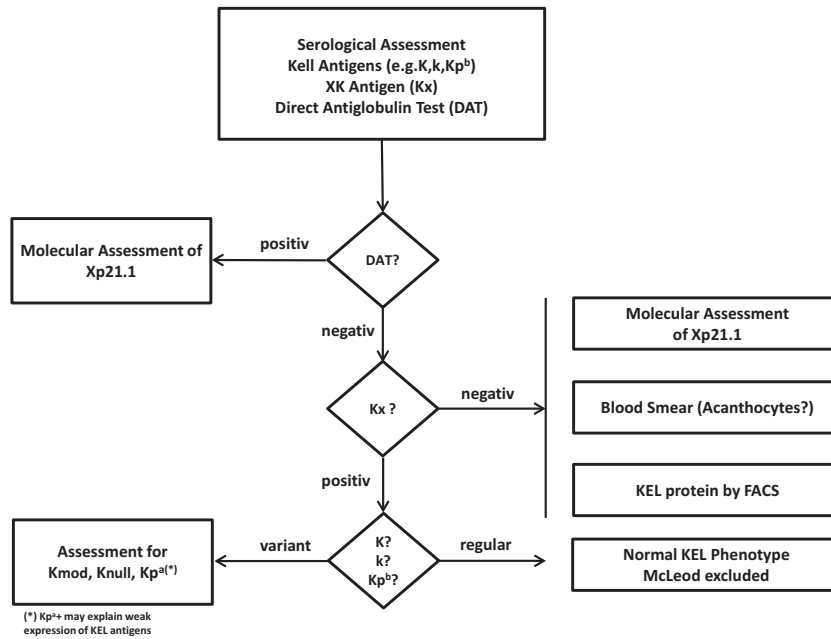 Serological Assessment
Kell Antigens (e.g.K,k,Kpᵇ)
XK Antigen (Kx)
Direct Antiglobulin Test (DAT)
Molecular Assessment of
Xp21.1
positiv
DAT?
negativ
Molecular Assessment
of Xp21.1
Kx ?
negativ
Blood Smear (Acanthocytes?)
positiv
KEL protein by FACS
Assessment for
Kmod, Knull, Kpᵃ⁽*⁾
variant
K?
k?
Kpᵇ?
regular
Normal KEL Phenotype
McLeod excluded
(*) Kpᵃ+ may explain weak
expression of KEL antigens